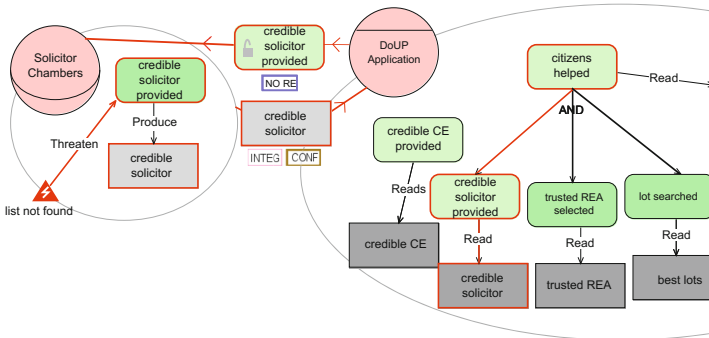 Solicitor
Chambers
credible
solicitor
provided
Produce
credible
solicitor
Threaten
list not found
credible
solicitor
provided
NO RE
credible
solicitor
INTEG
CONF
DoUP
Application
citizens
helped
Read
AND
credible CE
provided
Reads
credible CE
credible
solicitor
provided
Read
credible
solicitor
trusted REA
selected
Read
trusted REA
lot searched
Read
best lots